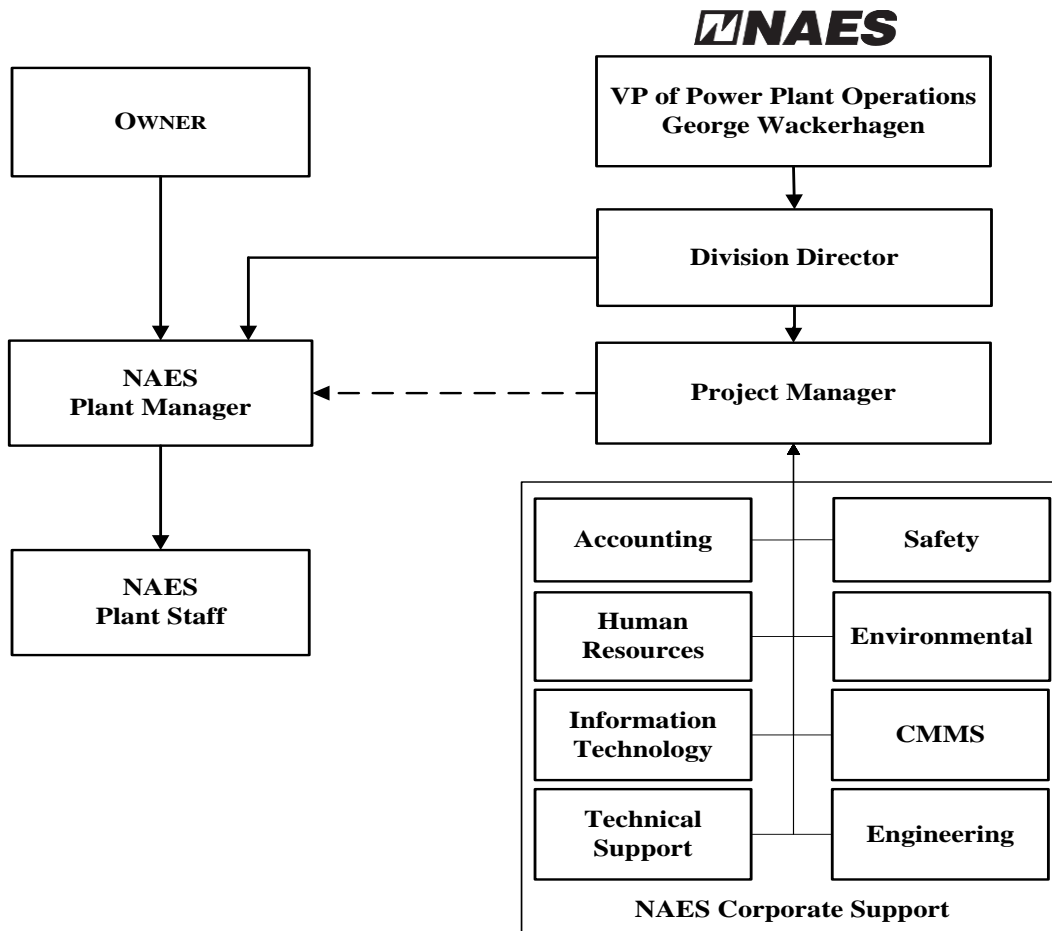 NAES
OWNER
VP of Power Plant Operations
George Wackerhagen
Division Director
NAES
Plant Manager
Project Manager
NAES
Plant Staff
Accounting
Safety
Human
Resources
Environmental
Information
Technology
CMMS
Technical
Support
Engineering
NAES Corporate Support